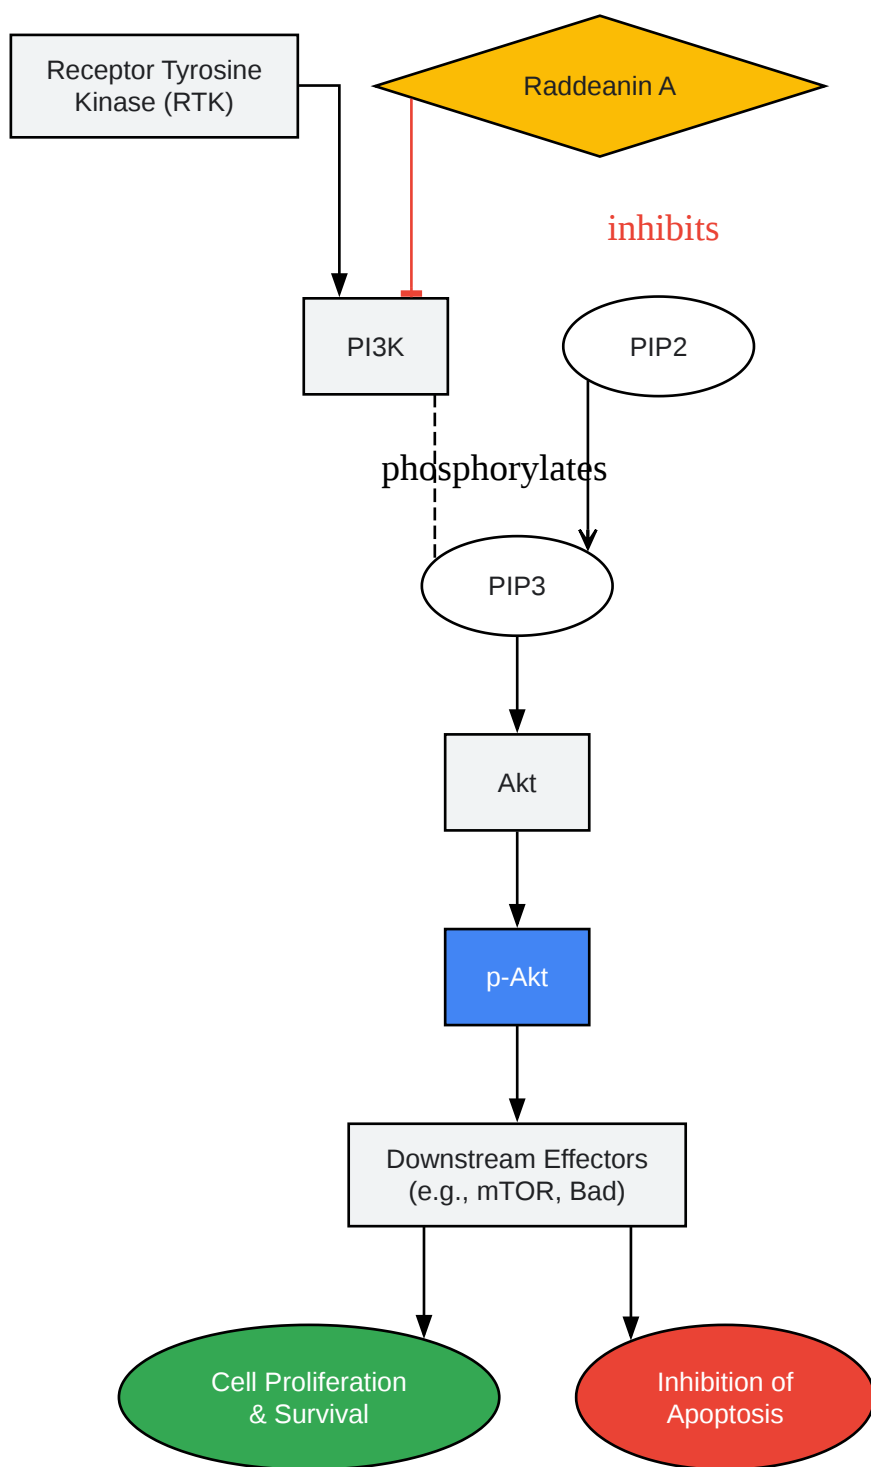 Receptor Tyrosine
Kinase (RTK)
Raddeanin A
inhibits
PI3K
PIP2
phosphorylates
PIP3
Akt
p-Akt
Downstream Effectors
(e.g., mTOR, Bad)
Cell Proliferation
& Survival
Inhibition of
Apoptosis